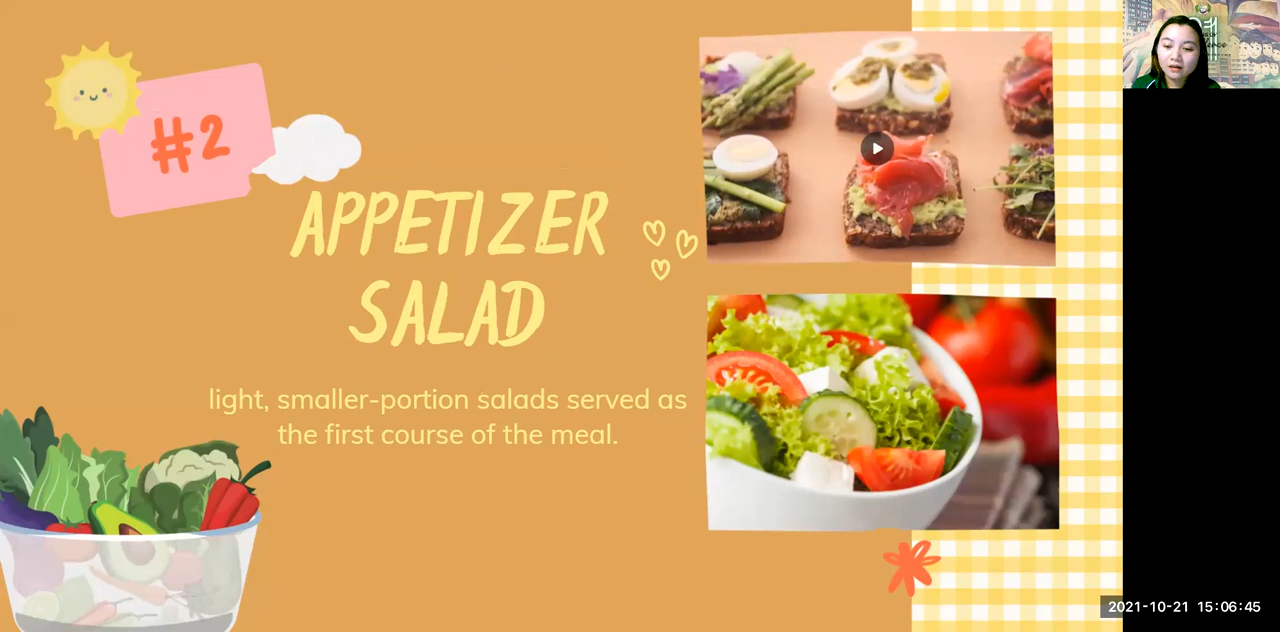 #2
APPETIZER
SALAD
light, smaller-portion salads served as
the first course of the meal.
2021-10-21 15:06:45